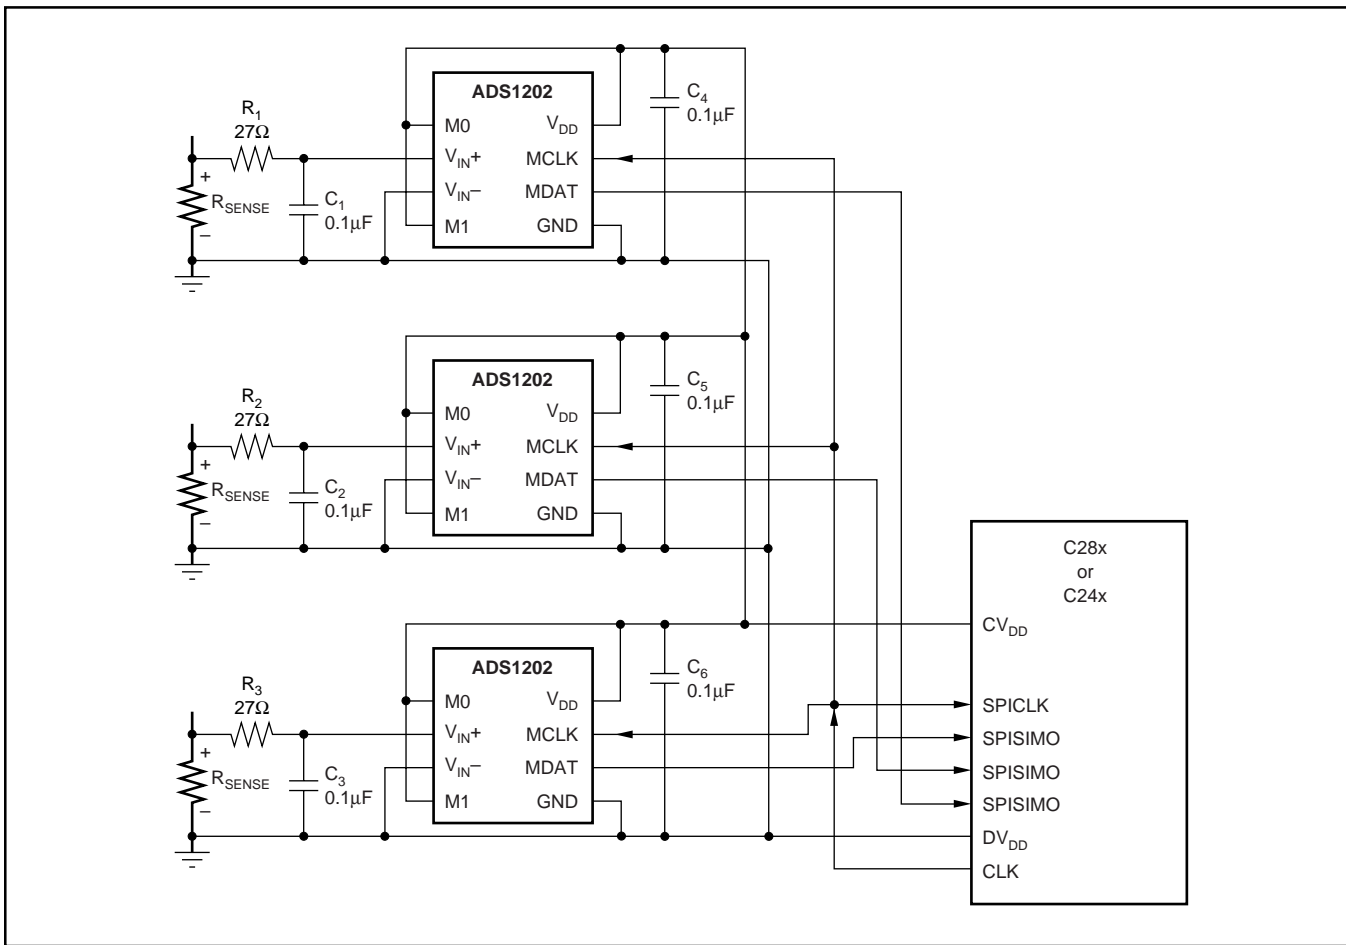 ADS1202
R1
27Ω
+
RSENSE
–
C1
0.1µF
M0
VIN+
VIN–
M1
VDD
MCLK
MDAT
GND
C4
0.1µF
ADS1202
R2
27Ω
+
RSENSE
–
C2
0.1µF
M0
VIN+
VIN–
M1
VDD
MCLK
MDAT
GND
C5
0.1µF
ADS1202
R3
27Ω
+
RSENSE
–
C3
0.1µF
M0
VIN+
VIN–
M1
VDD
MCLK
MDAT
GND
C6
0.1µF
C28x
or
C24x
CVDD
SPICLK
SPISIMO
SPISIMO
SPISIMO
DVDD
CLK